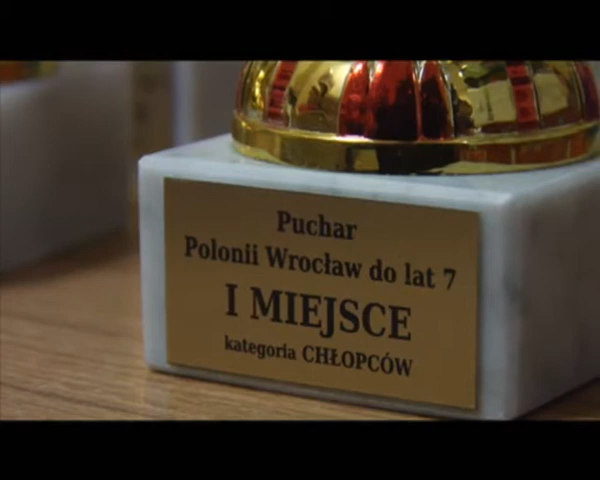 Puchar
Polonii Wrocław do lat 7
I MIEJSCE
kategoria CHŁOPCÓW